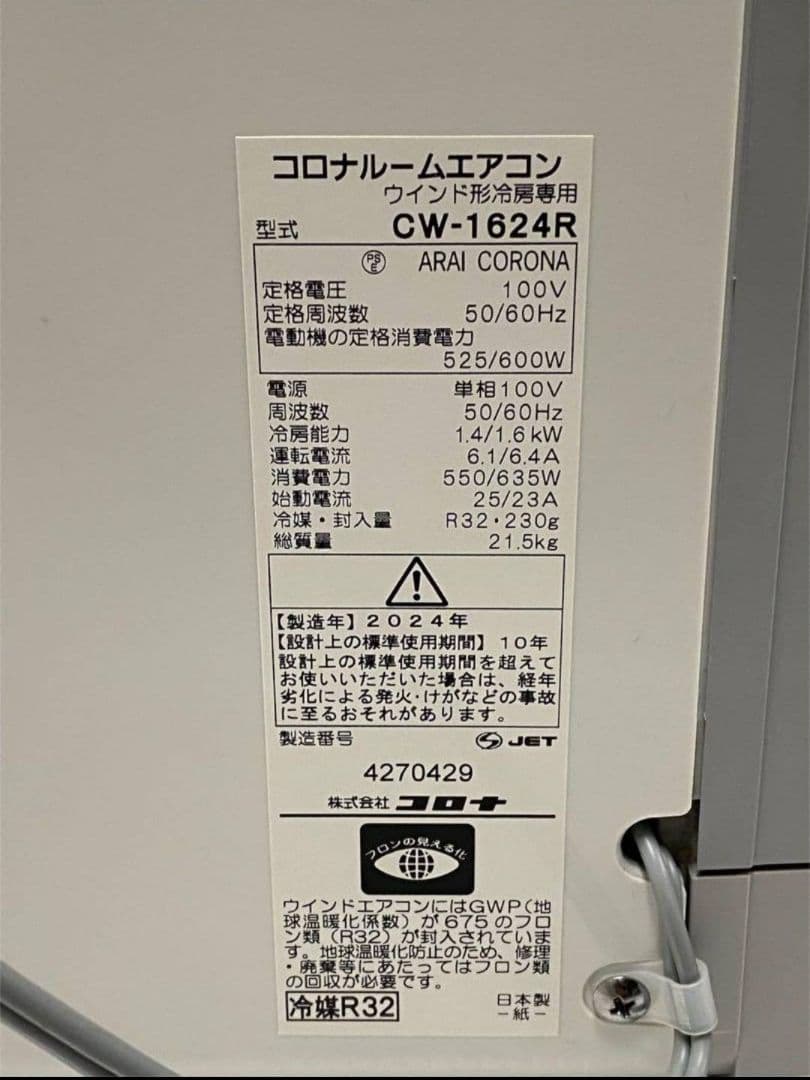 コロナルームエアコン
ウインド形冷房専用
型式 CW-1624R
PSE ARAI CORONA
定格電圧 100V
定格周波数 50/60Hz
電動機の定格消費電力
525/600W
電源 単相100V
周波数 50/60Hz
冷房能力 1.4/1.6kW
運転電流 6.1/6.4A
消費電力 550/635W
始動電流 25/23A
冷媒・封入量 R32・230g
総質量 21.5kg
【製造年】2024年
【設計上の標準使用期間】10年
設計上の標準使用期間を超えて
お使いいただいた場合は、経年
劣化による発火・けがなどの事故
に至るおそれがあります。
製造番号 JET
4270429
株式会社 コロナ
フロンの見える化
ウインドエアコンにはGWP(地
球温暖化係数)が675のフロ
ン類(R32)が封入されていま
す。地球温暖化防止のため、修理
・廃棄等にあたってはフロン類
の回収が必要です。
冷媒R32 日本製
-紙-